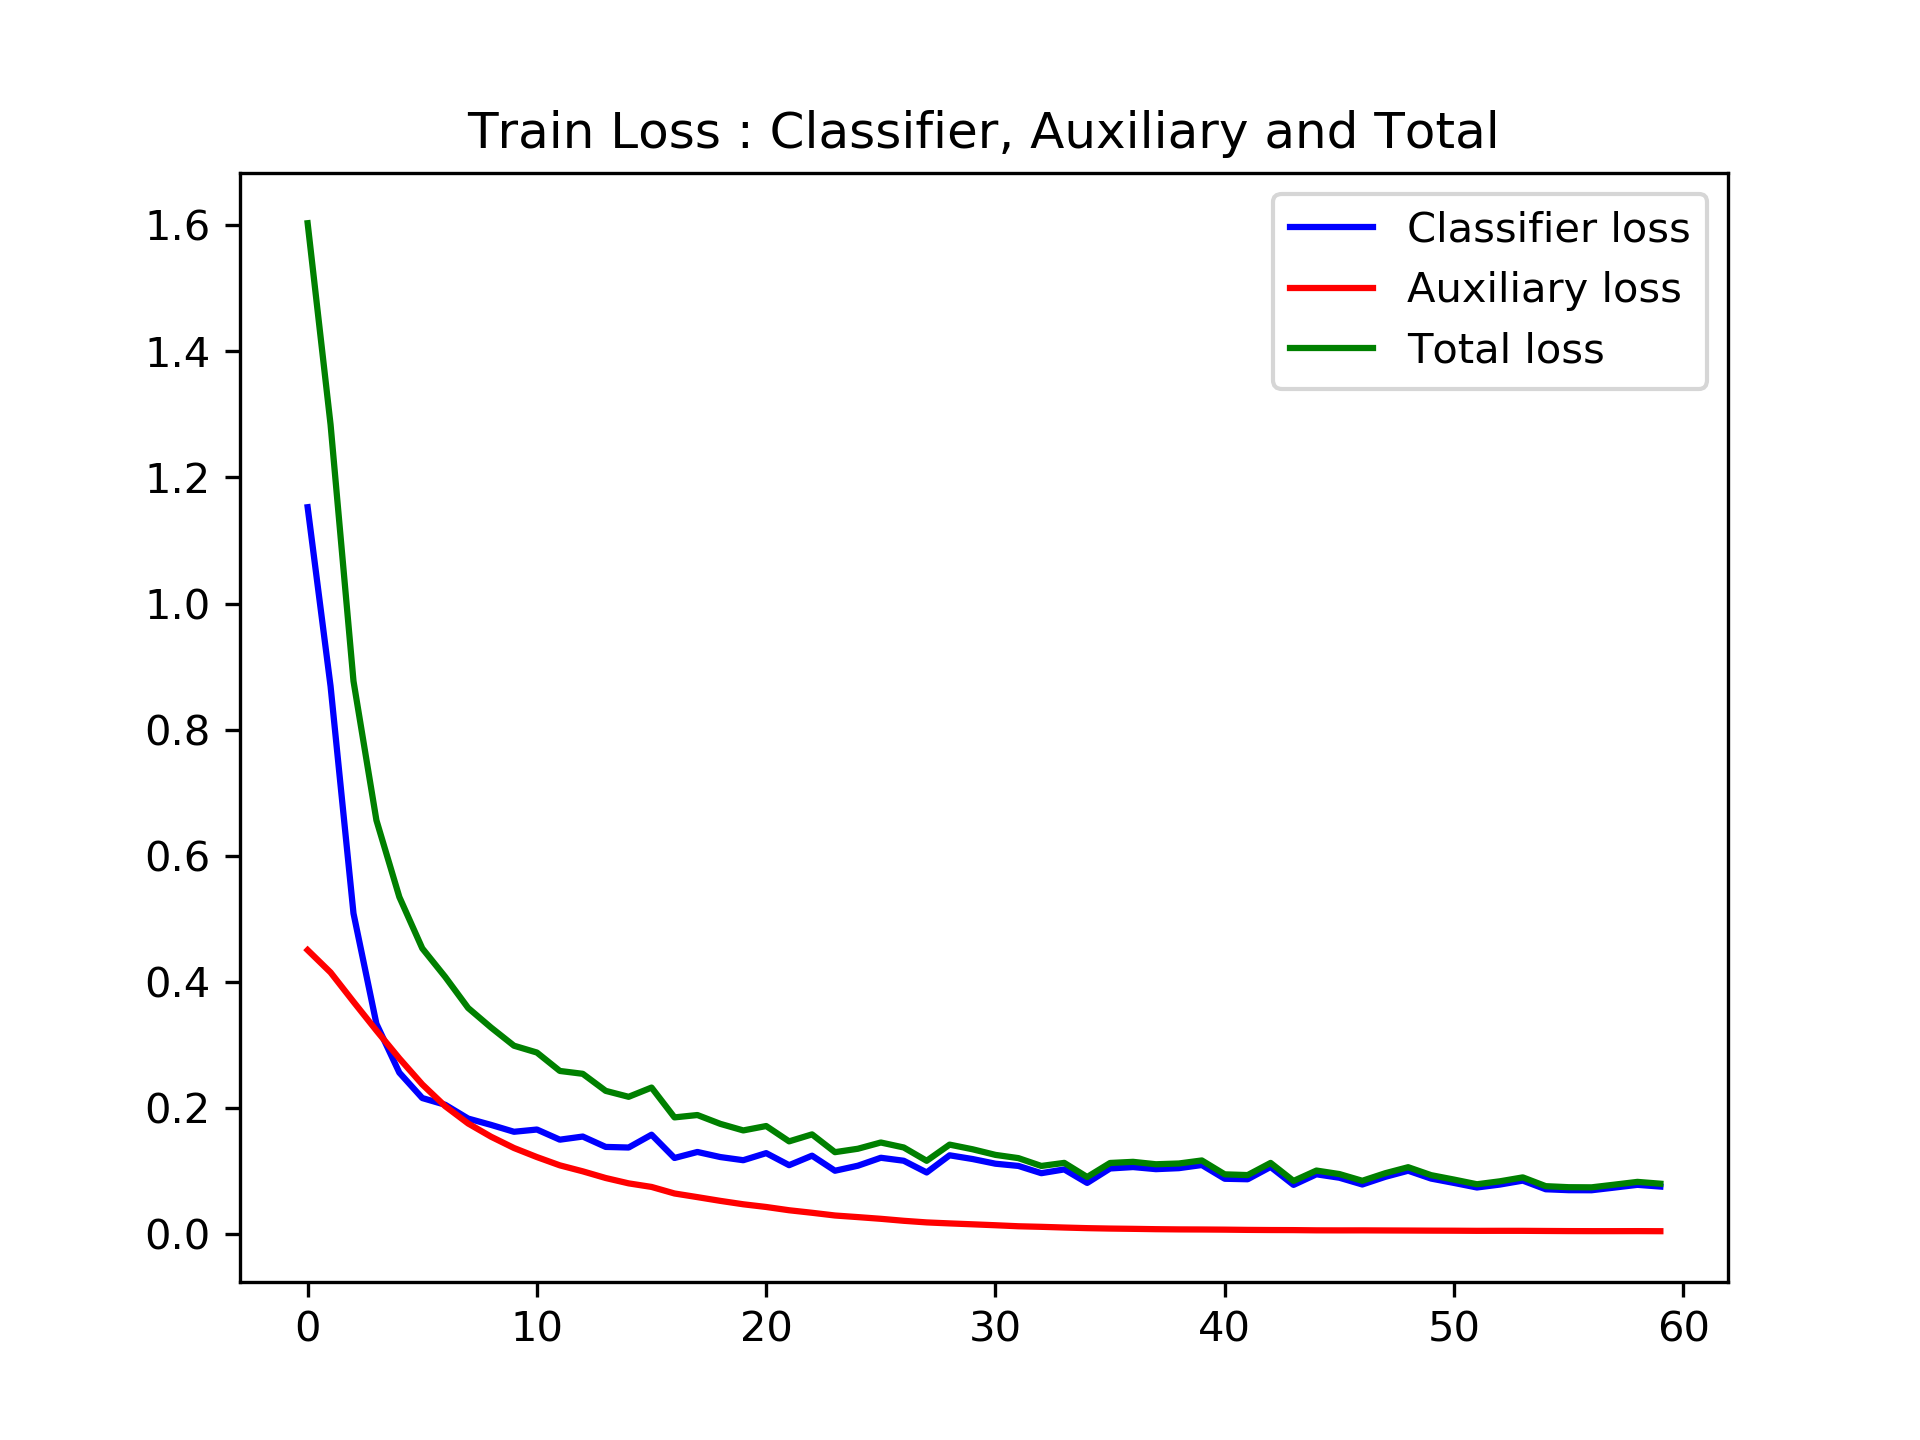 Train Loss : Classifier, Auxiliary and Total
Classifier loss
Auxiliary loss
Total loss
1.6
1.4
1.2
1.0
0.8
0.6
0.4
0.2
0.0
0 10 20 30 40 50 60